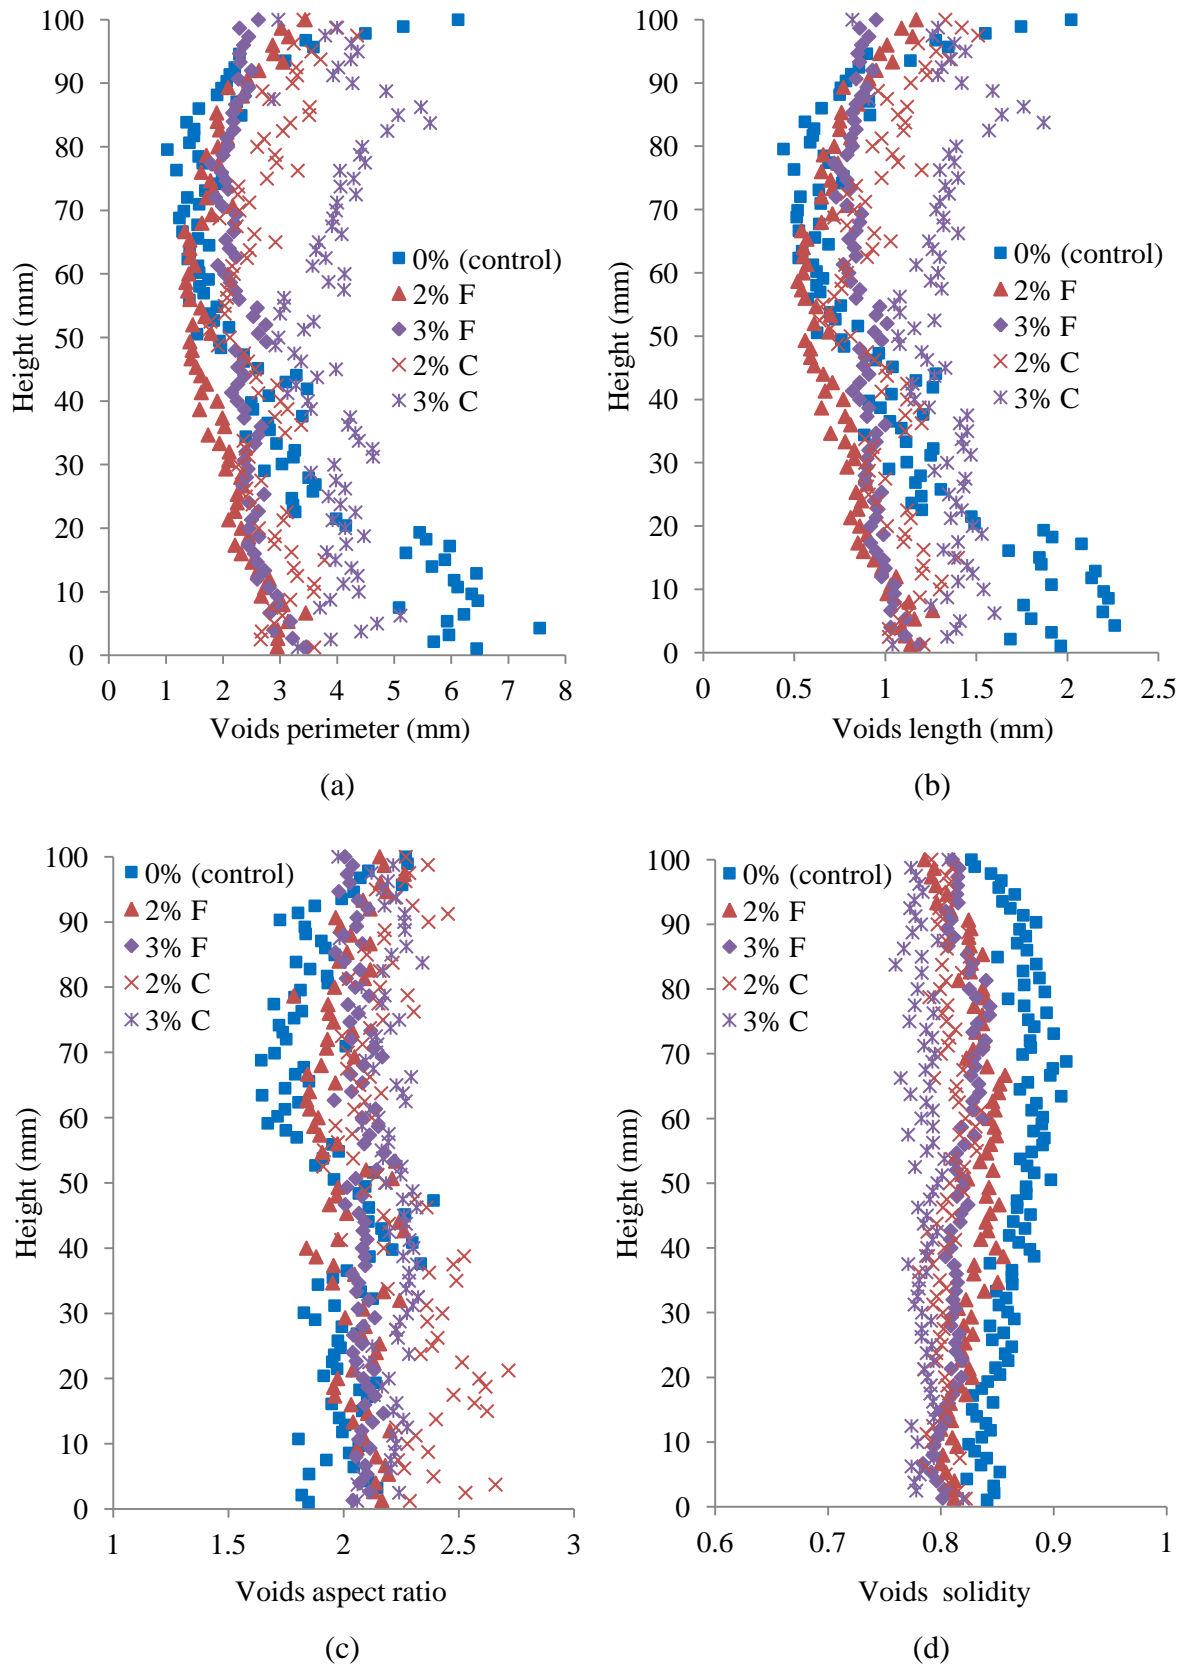 100
90
80
70
60
50
40
30
20
10
0
Height (mm)
0% (control)
2% F
3% F
2% C
3% C
0 1 2 3 4 5 6 7 8
Voids perimeter (mm)
(a)
100
90
80
70
60
50
40
30
20
10
0
Height (mm)
0% (control)
2% F
3% F
2% C
3% C
0 0.5 1 1.5 2 2.5
Voids length (mm)
(b)
100
90
80
70
60
50
40
30
20
10
0
Height (mm)
0% (control)
2% F
3% F
2% C
3% C
1 1.5 2 2.5 3
Voids aspect ratio
(c)
100
90
80
70
60
50
40
30
20
10
0
Height (mm)
0% (control)
2% F
3% F
2% C
3% C
0.6 0.7 0.8 0.9 1
Voids solidity
(d)